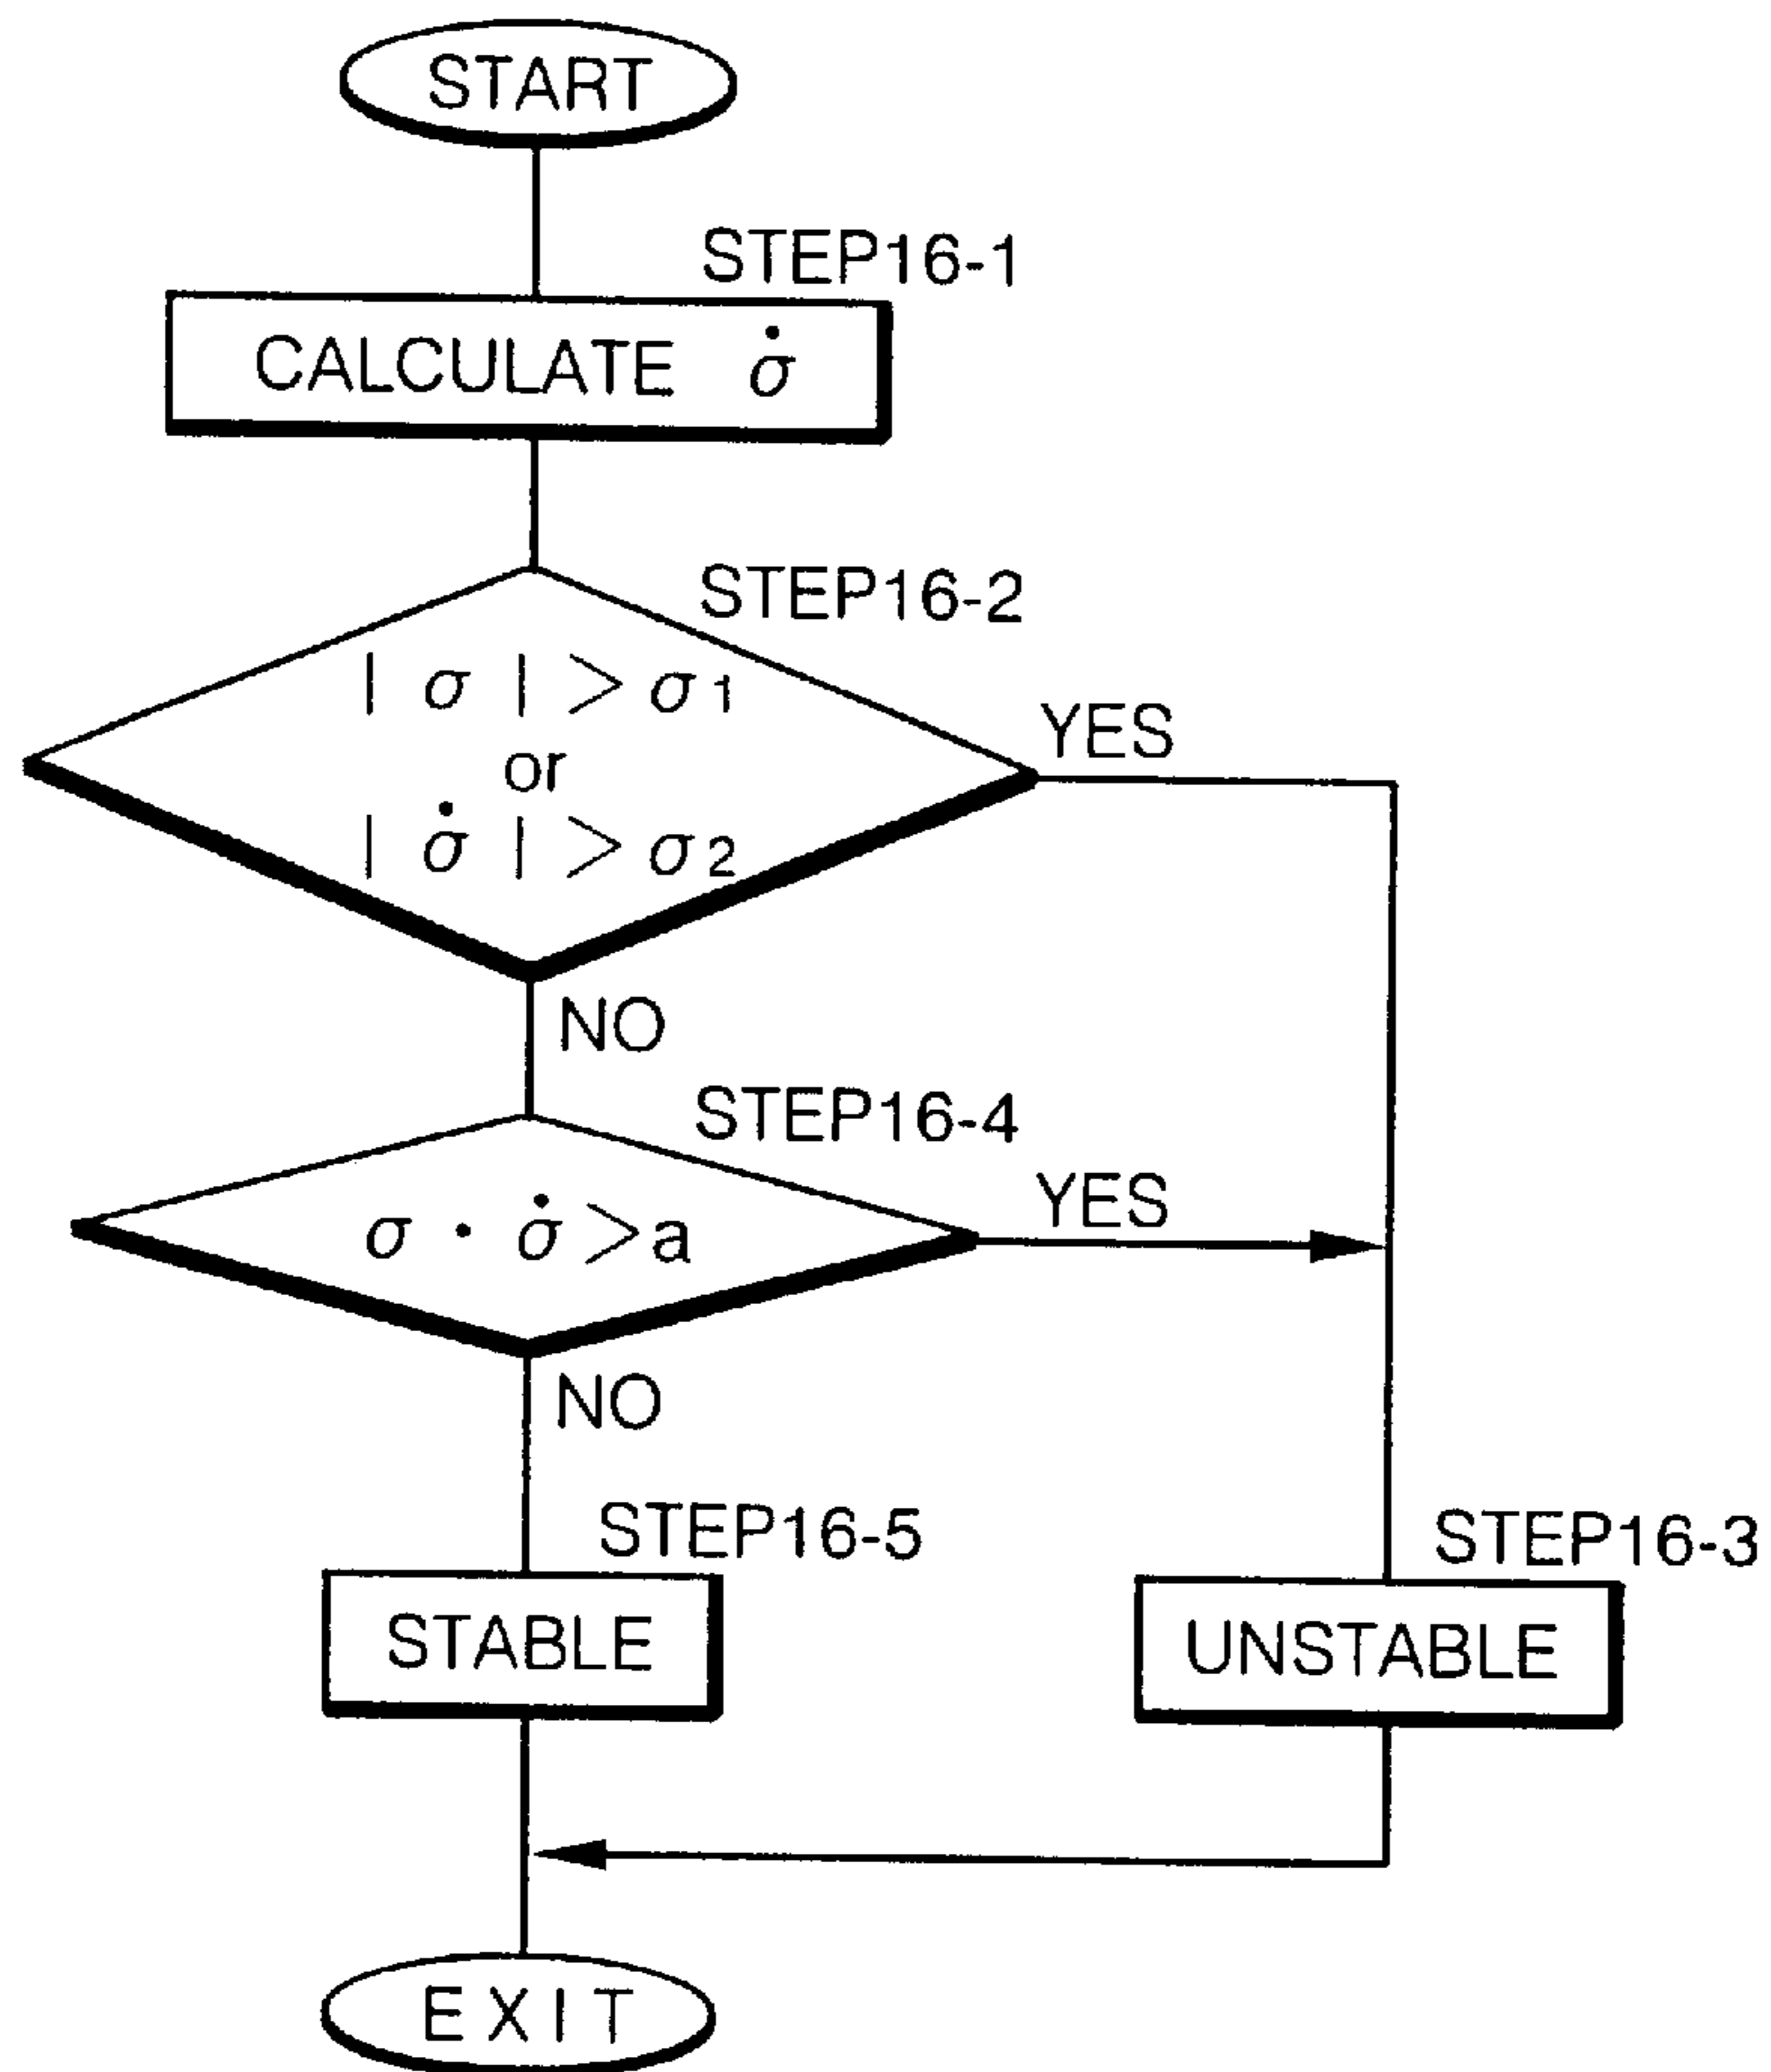 START
STEP16-1
CALCULATE σ̇
STEP16-2
| σ | > σ1
or
| σ̇ | > σ2
YES
NO
STEP16-4
σ · σ̇ > a
YES
NO
STEP16-5
STABLE
STEP16-3
UNSTABLE
EXIT